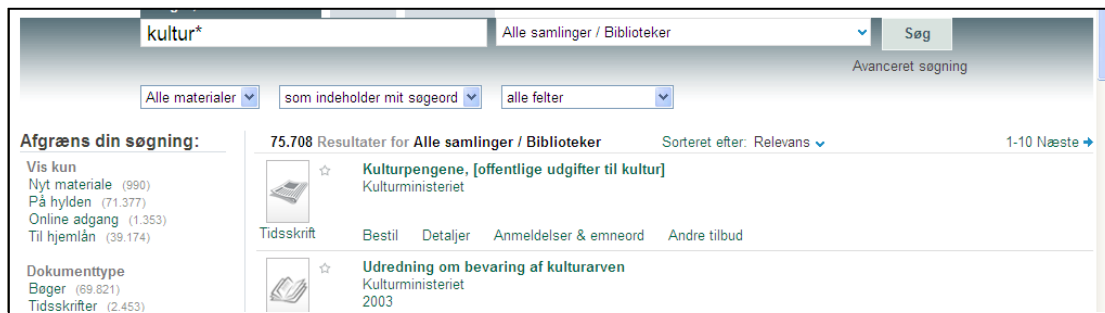 kultur*
Alle samlinger / Biblioteker
Søg
Avanceret søgning
Alle materialer
som indeholder mit søgeord
alle felter
Afgræns din søgning:
75.708 Resultater for Alle samlinger / Biblioteker
Sorteret efter: Relevans
1-10 Næste
Vis kun
Nyt materiale (990)
På hylden (71.377)
Online adgang (1.353)
Til hjemlån (39.174)
Dokumenttype
Bøger (69.821)
Tidsskrifter (2.453)
Kulturpengene, [offentlige udgifter til kultur]
Kulturministeriet
Tidsskrift
Bestil Detaljer Anmeldelser & emneord Andre tilbud
Udredning om bevaring af kulturarven
Kulturministeriet
2003